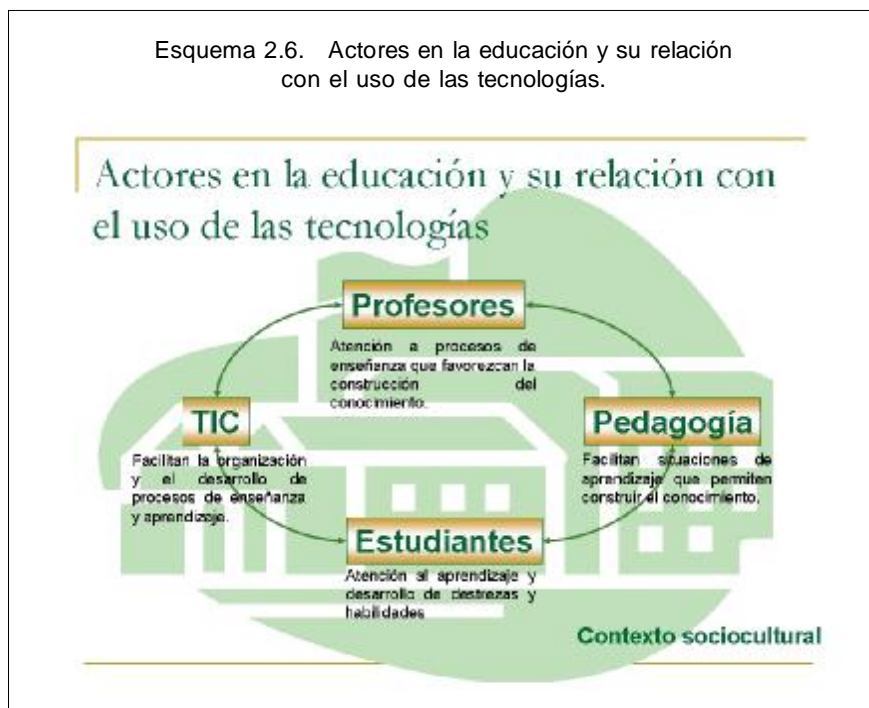 Esquema 2.6. Actores en la educación y su relación
con el uso de las tecnologías.
Actores en la educación y su relación con
el uso de las tecnologías
Profesores
Atención a procesos de
enseñanza que favorezcan la
construcción del
conocimiento.
TIC
Facilitan la organización
y el desarrollo de
procesos de enseñanza
y aprendizaje.
Pedagogía
Facilitan situaciones de
aprendizaje que permiten
construir el conocimiento.
Estudiantes
Atención al aprendizaje y
desarrollo de destrezas y
habilidades
Contexto sociocultural